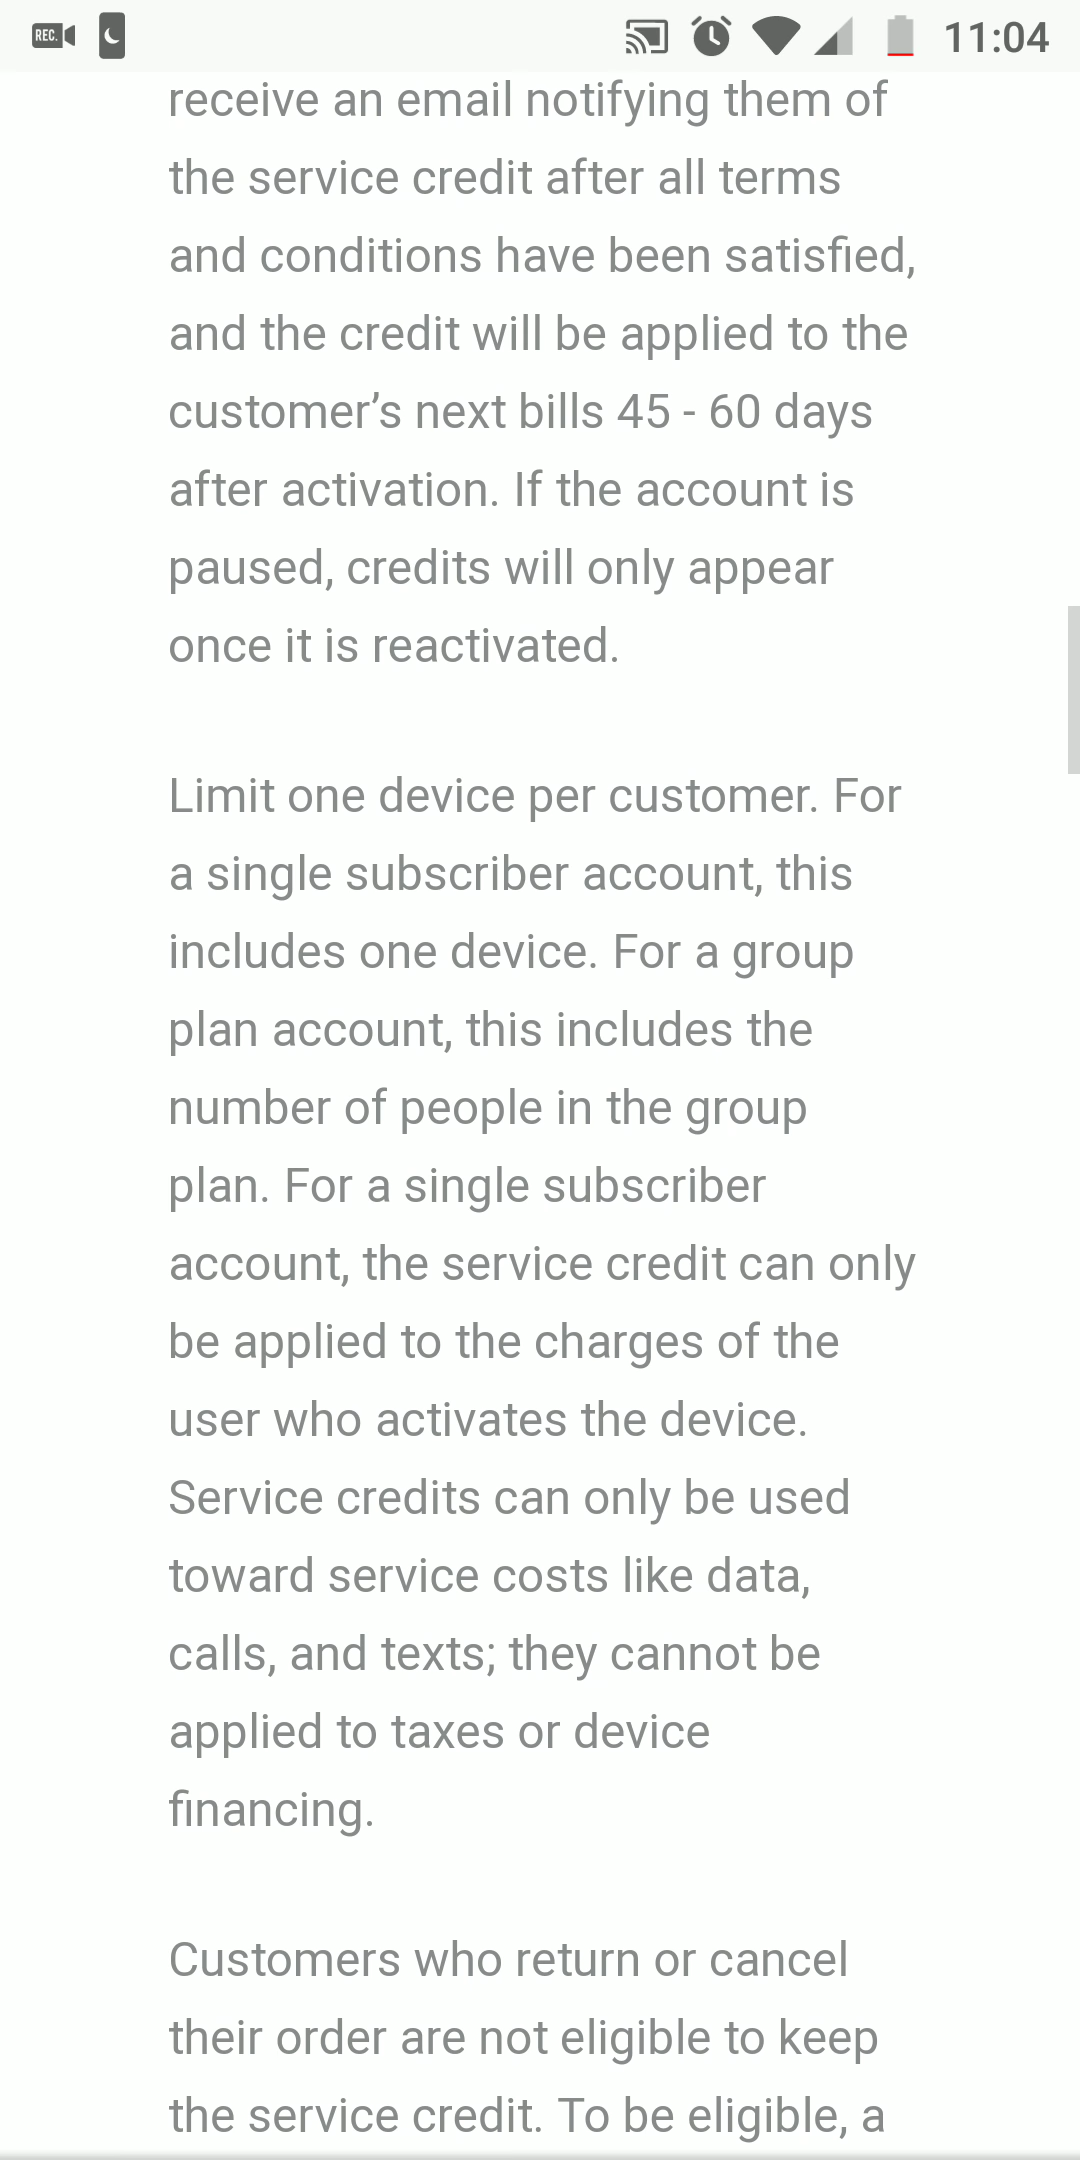 REC. 11:04
receive an email notifying them of
the service credit after all terms
and conditions have been satisfied,
and the credit will be applied to the
customer’s next bills 45 - 60 days
after activation. If the account is
paused, credits will only appear
once it is reactivated.
Limit one device per customer. For
a single subscriber account, this
includes one device. For a group
plan account, this includes the
number of people in the group
plan. For a single subscriber
account, the service credit can only
be applied to the charges of the
user who activates the device.
Service credits can only be used
toward service costs like data,
calls, and texts; they cannot be
applied to taxes or device
financing.
Customers who return or cancel
their order are not eligible to keep
the service credit. To be eligible, a